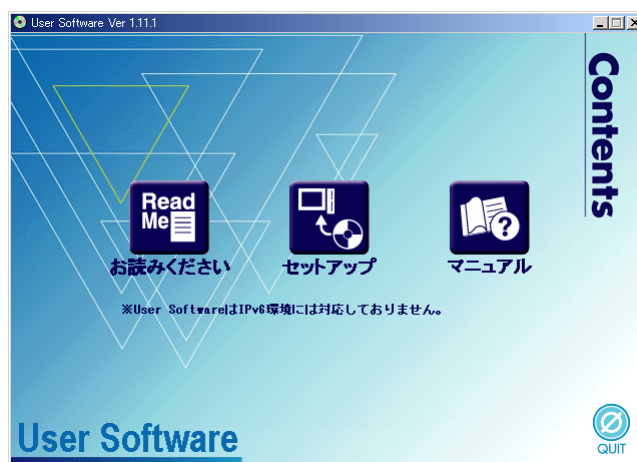 User Software Ver 1.11.1
Contents
Read
Me
お読みください
セットアップ
?
マニュアル
※User SoftwareはIPv6環境には対応しておりません。
User Software
QUIT